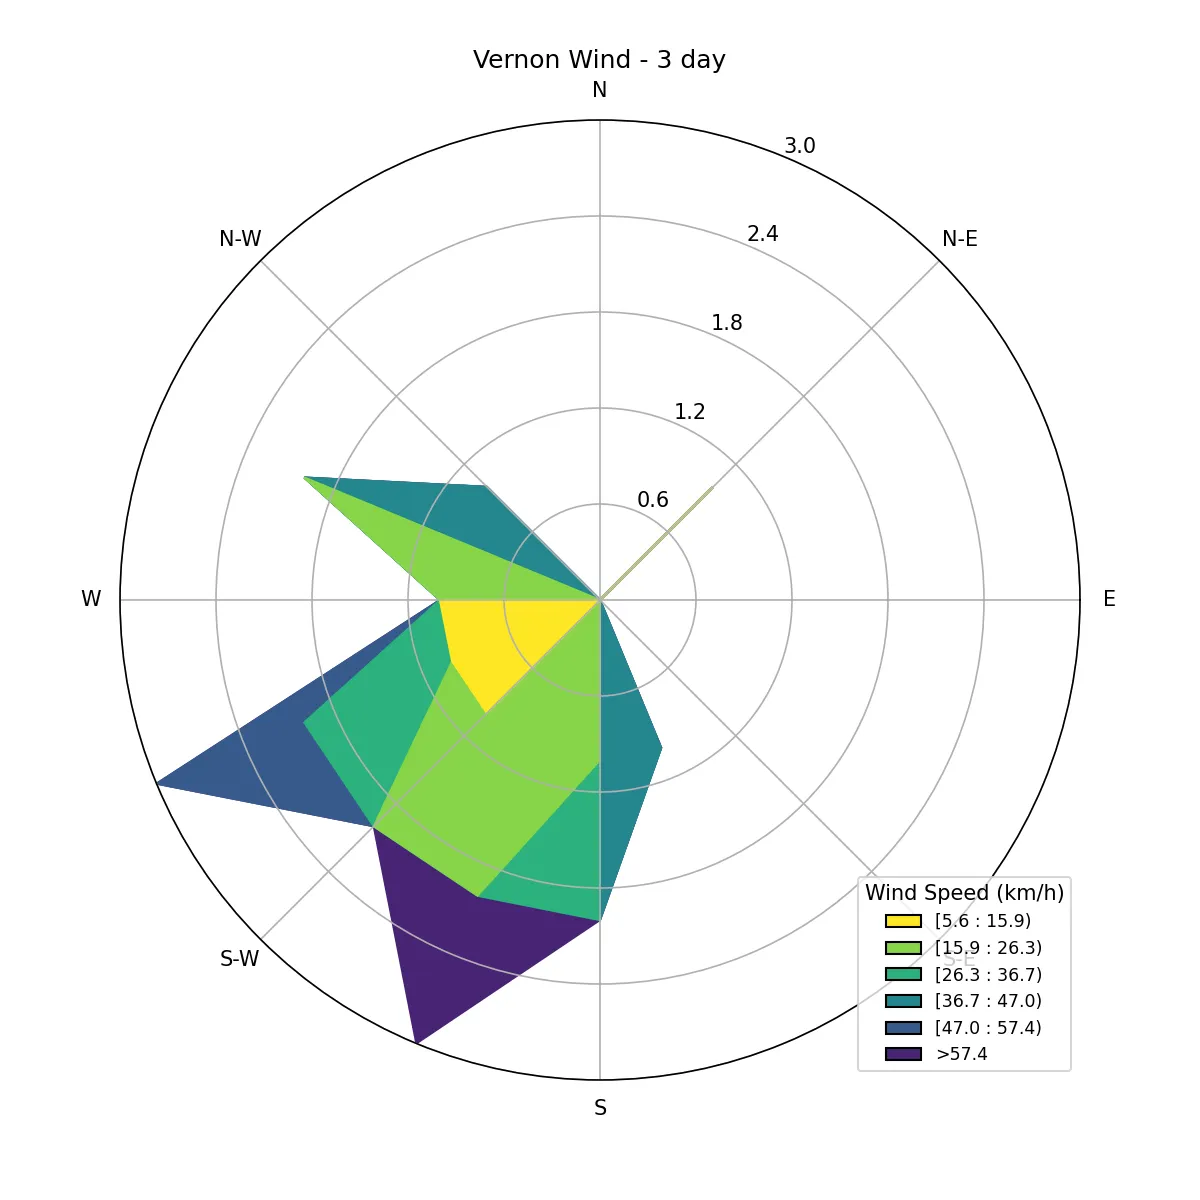 Vernon Wind - 3 day
N
3.0
N-W
2.4
N-E
1.8
1.2
0.6
W
E
Wind Speed (km/h)
[5.6 : 15.9)
[15.9 : 26.3)
S-W
S-E
[26.3 : 36.7)
[36.7 : 47.0)
[47.0 : 57.4)
>57.4
S